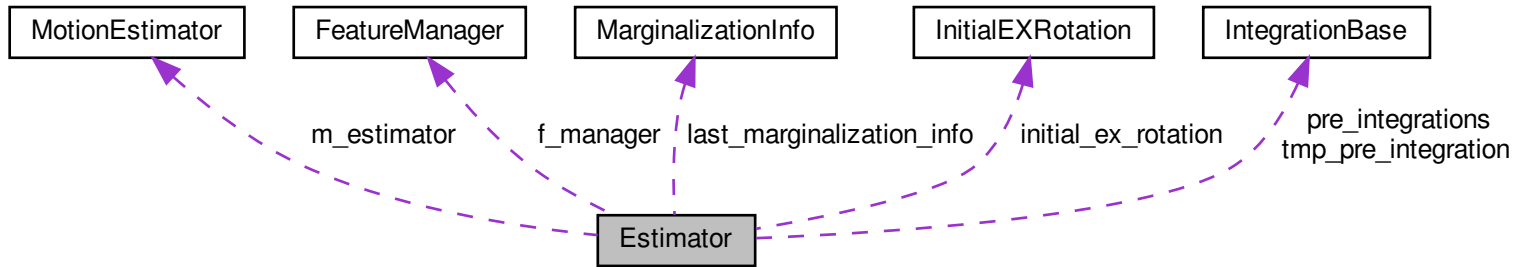 MotionEstimator
FeatureManager
MarginalizationInfo
InitialEXRotation
IntegrationBase
m_estimator
f_manager
last_marginalization_info
initial_ex_rotation
pre_integrations
tmp_pre_integration
Estimator